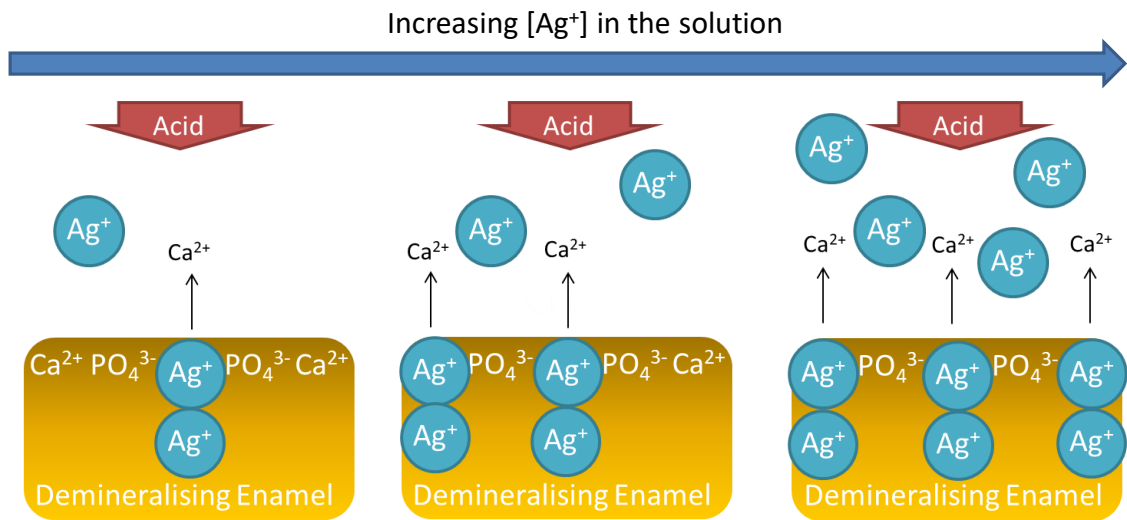 Increasing [Ag⁺] in the solution
Acid
Ag⁺
Ca²⁺
Ca²⁺ PO₄³⁻ Ag⁺ PO₄³⁻ Ca²⁺
Ag⁺
Demineralising Enamel
Acid
Ag⁺
Ag⁺
Ca²⁺ Ca²⁺
Ag⁺ PO₄³⁻ Ag⁺ PO₄³⁻ Ca²⁺
Ag⁺ Ag⁺
Demineralising Enamel
Acid
Ag⁺
Ag⁺
Ag⁺
Ca²⁺ Ca²⁺ Ca²⁺
Ag⁺
Ag⁺ PO₄³⁻ Ag⁺ PO₄³⁻ Ag⁺
Ag⁺ Ag⁺ Ag⁺
Demineralising Enamel